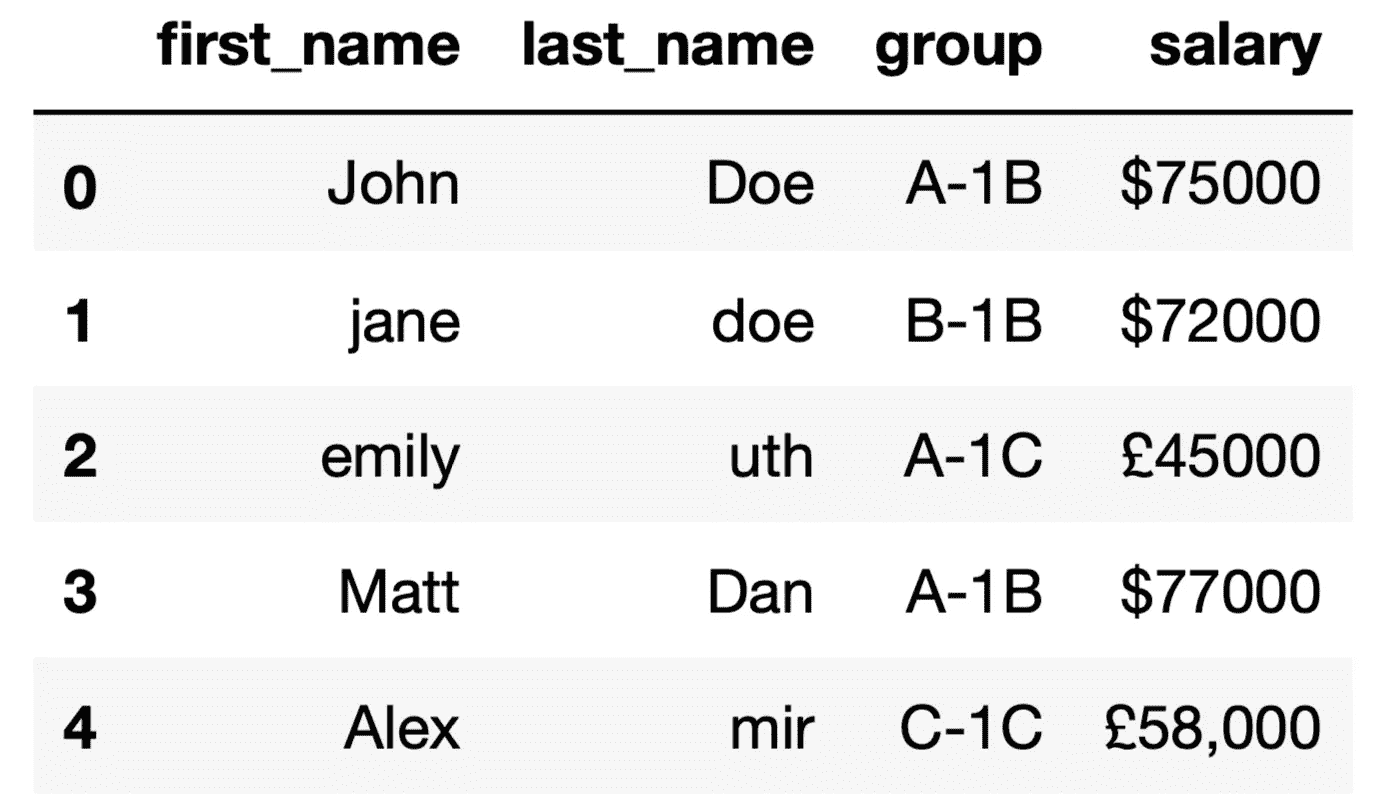 first_name last_name group salary
0 John Doe A-1B $75000
1 jane doe B-1B $72000
2 emily uth A-1C £45000
3 Matt Dan A-1B $77000
4 Alex mir C-1C £58,000